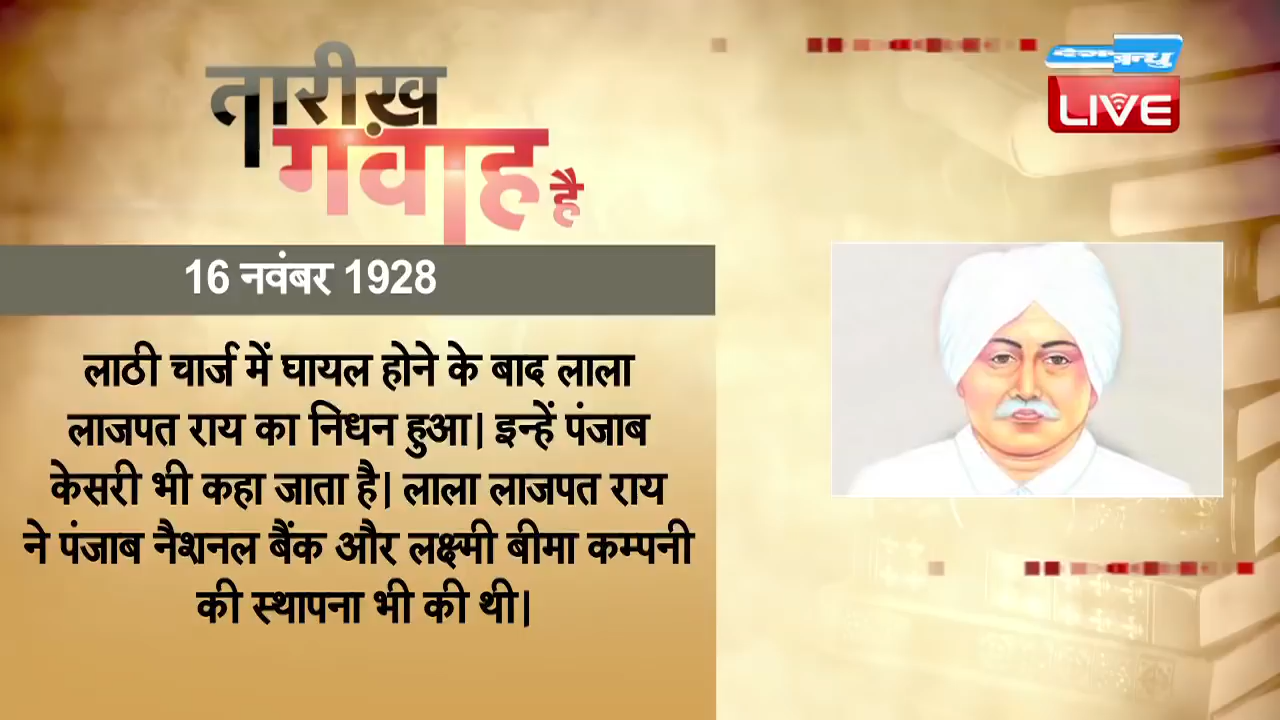 तारीख़
गवाह है
देशबन्धु
LIVE
16 नवंबर 1928
लाठी चार्ज में घायल होने के बाद लाला
लाजपत राय का निधन हुआ। इन्हें पंजाब
केसरी भी कहा जाता है। लाला लाजपत राय
ने पंजाब नैशनल बैंक और लक्ष्मी बीमा कम्पनी
की स्थापना भी की थी।